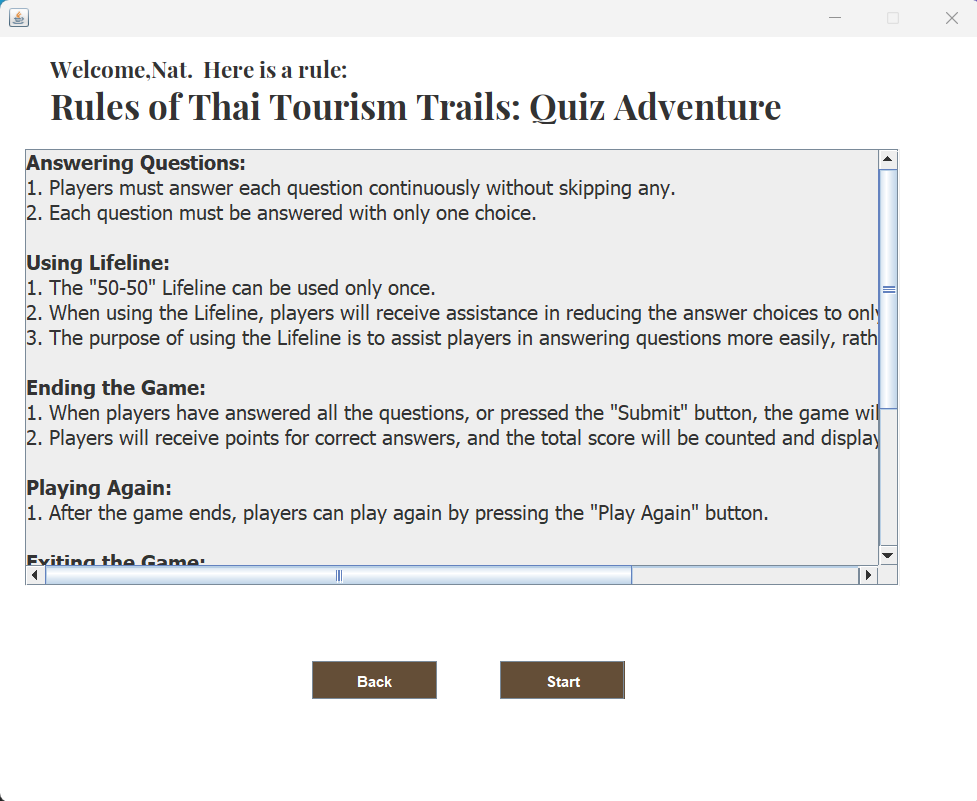 Welcome,Nat. Here is a rule:
Rules of Thai Tourism Trails: Quiz Adventure
Answering Questions:
1. Players must answer each question continuously without skipping any.
2. Each question must be answered with only one choice.
Using Lifeline:
1. The "50-50" Lifeline can be used only once.
2. When using the Lifeline, players will receive assistance in reducing the answer choices to only
3. The purpose of using the Lifeline is to assist players in answering questions more easily, rath
Ending the Game:
1. When players have answered all the questions, or pressed the "Submit" button, the game wil
2. Players will receive points for correct answers, and the total score will be counted and display
Playing Again:
1. After the game ends, players can play again by pressing the "Play Again" button.
Exiting the Game:
Back
Start